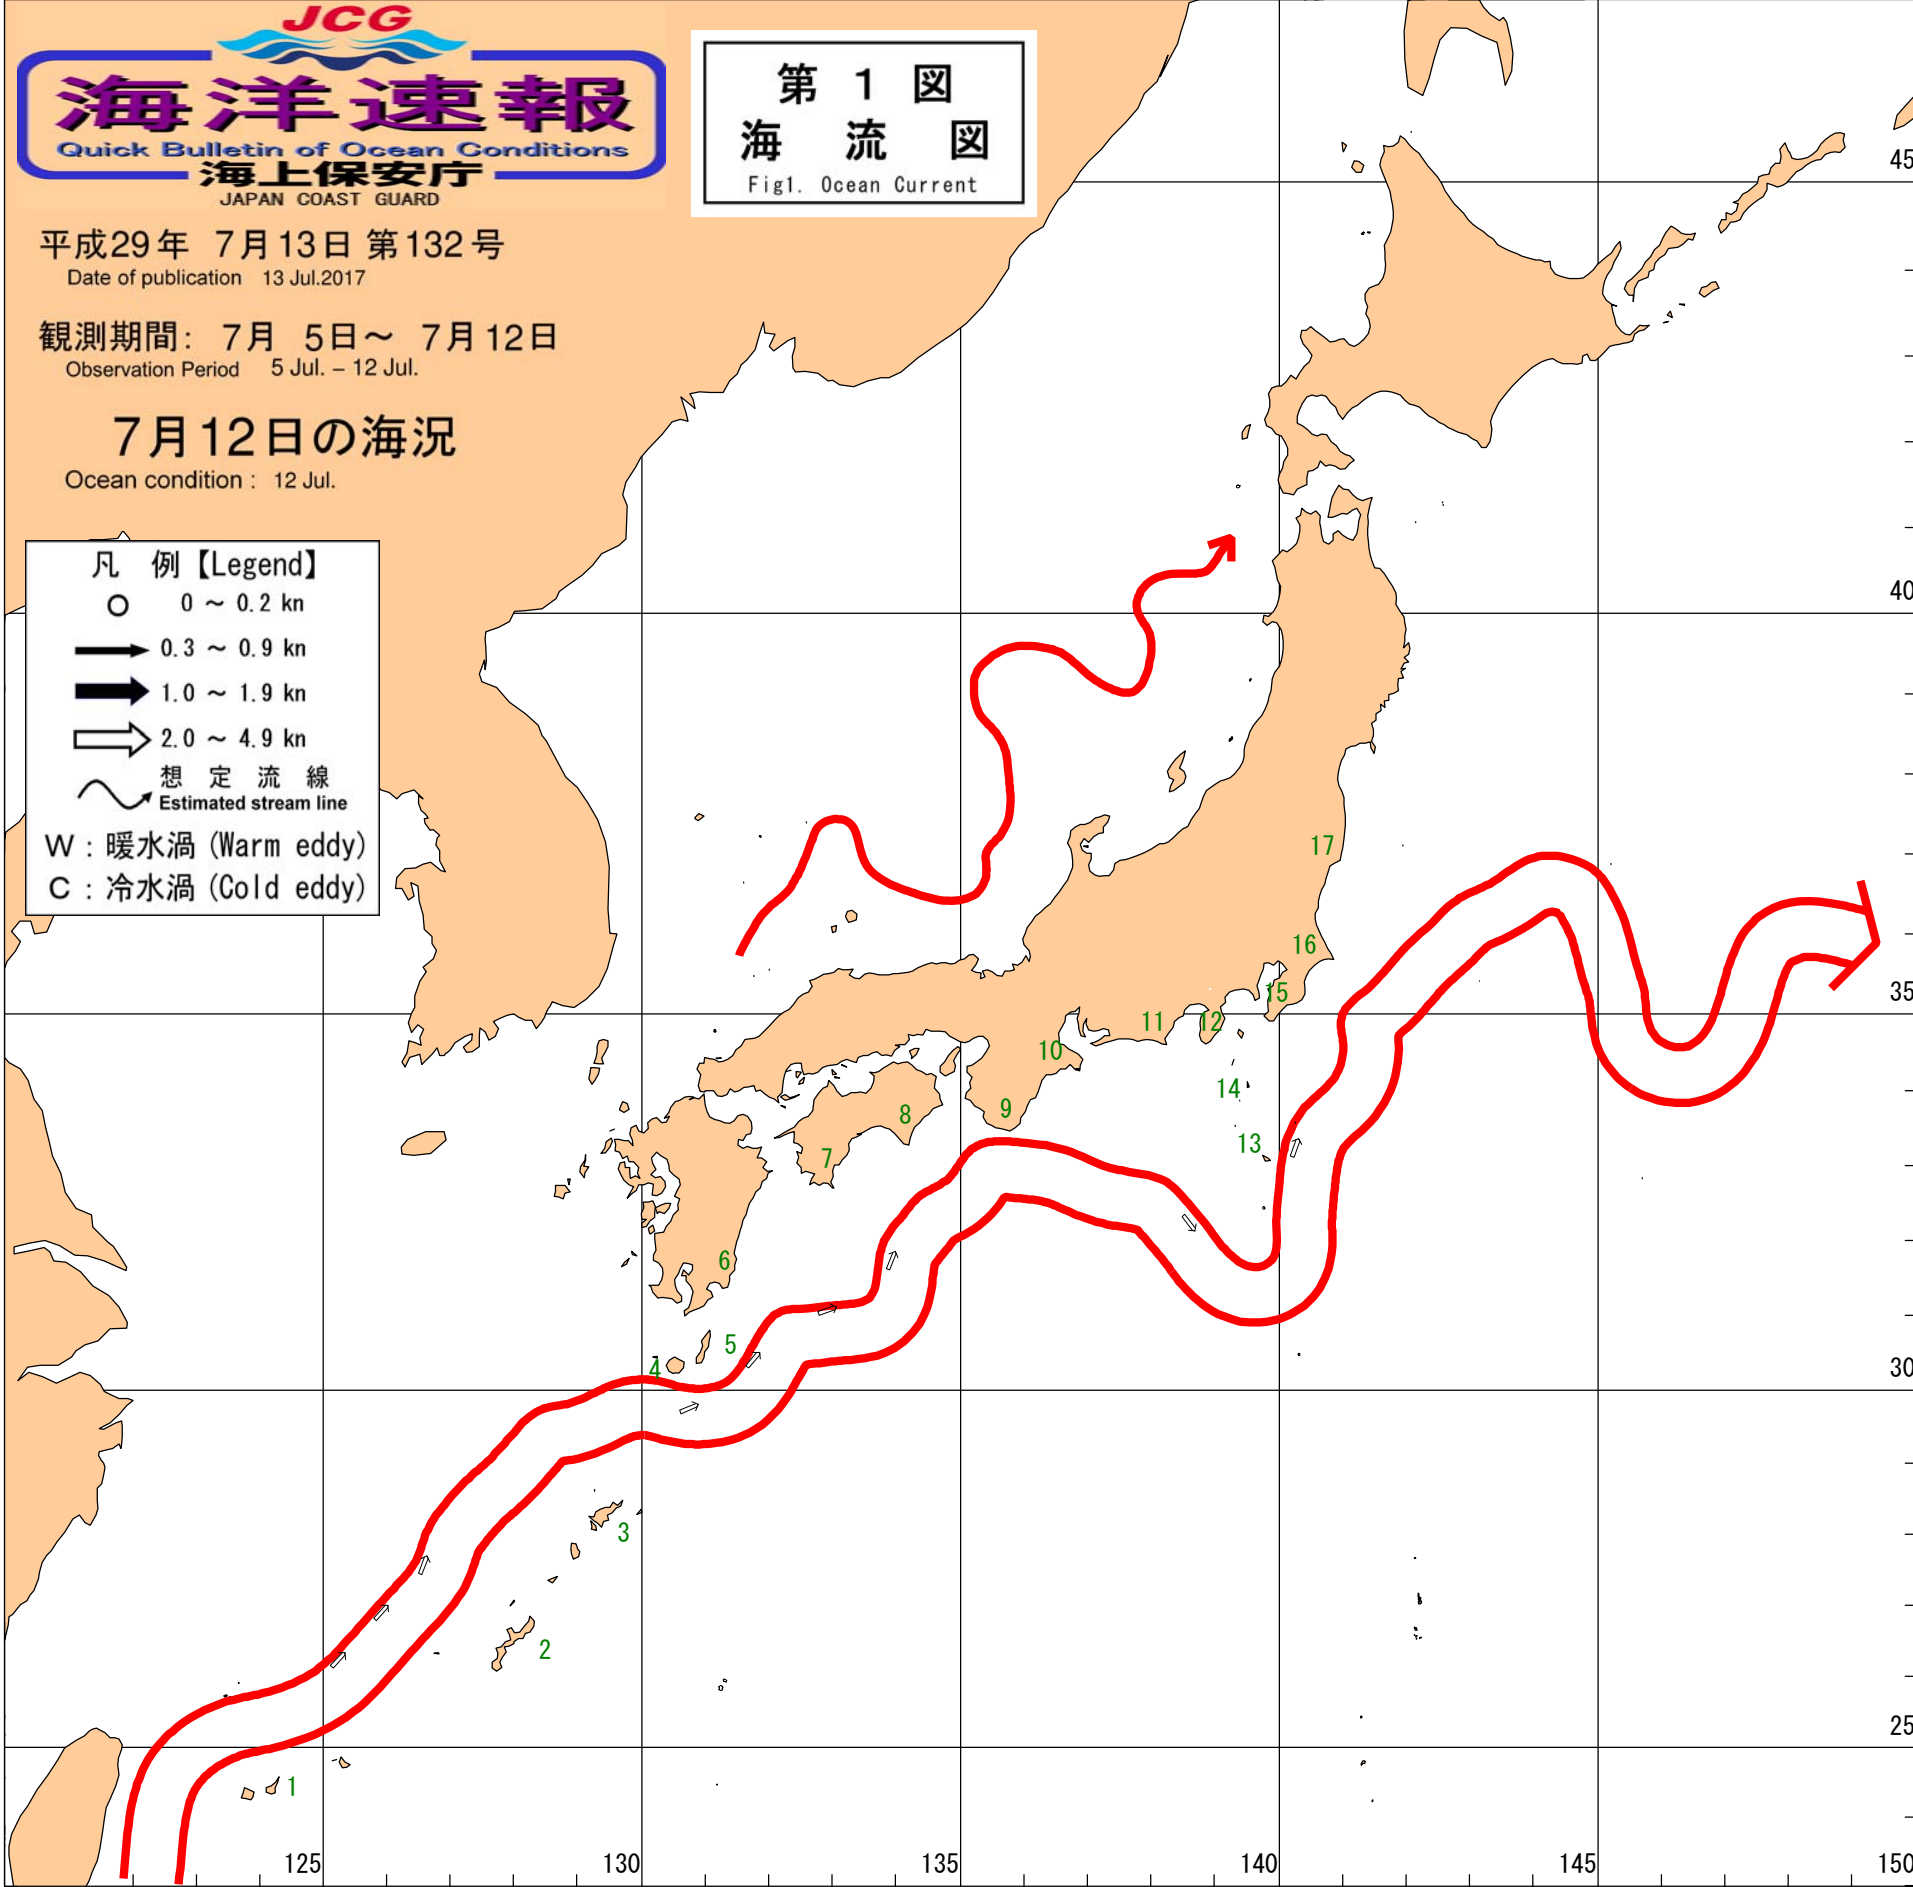 JCG
海洋速報
Quick Bulletin of Ocean Conditions
海上保安庁
JAPAN COAST GUARD
第 1 図
海 流 図
Fig1. Ocean Current
平成29年 7月13日 第132号
Date of publication 13 Jul.2017
観測期間: 7月 5日～ 7月12日
Observation Period 5 Jul. – 12 Jul.
7月12日の海況
Ocean condition : 12 Jul.
凡 例【Legend】
0 ～ 0.2 kn
0.3 ～ 0.9 kn
1.0 ～ 1.9 kn
2.0 ～ 4.9 kn
想 定 流 線
Estimated stream line
W : 暖水渦 (Warm eddy)
C : 冷水渦 (Cold eddy)
45
40
17
16
35
15
11
12
10
14
9
8
13
7
6
5
4
30
3
2
25
1
125
130
135
140
145
150